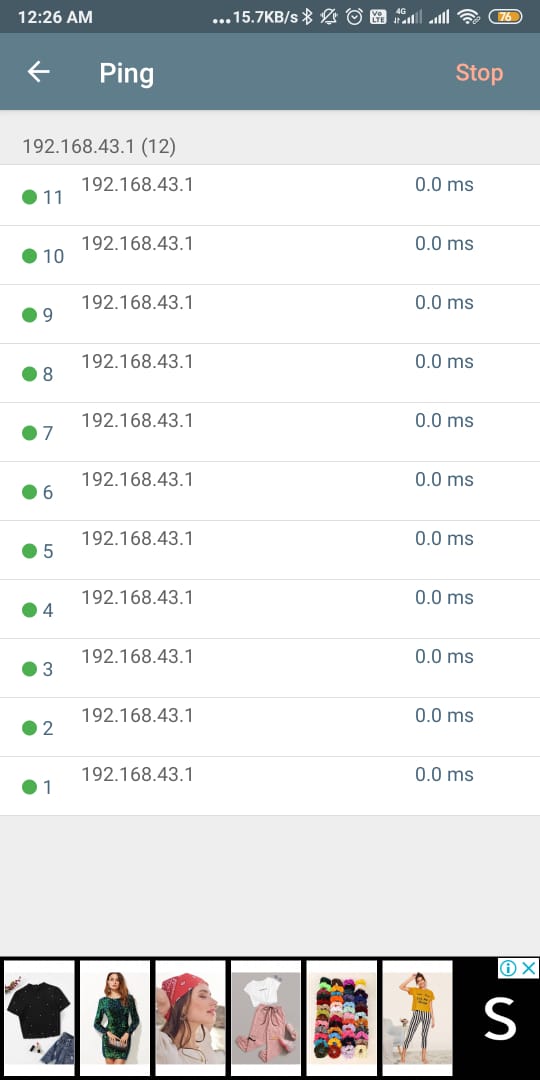 12:26 AM ...15.7KB/s Vo LTE 4G 76
Ping Stop
192.168.43.1 (12)
11 192.168.43.1 0.0 ms
10 192.168.43.1 0.0 ms
9 192.168.43.1 0.0 ms
8 192.168.43.1 0.0 ms
7 192.168.43.1 0.0 ms
6 192.168.43.1 0.0 ms
5 192.168.43.1 0.0 ms
4 192.168.43.1 0.0 ms
3 192.168.43.1 0.0 ms
2 192.168.43.1 0.0 ms
1 192.168.43.1 0.0 ms
S